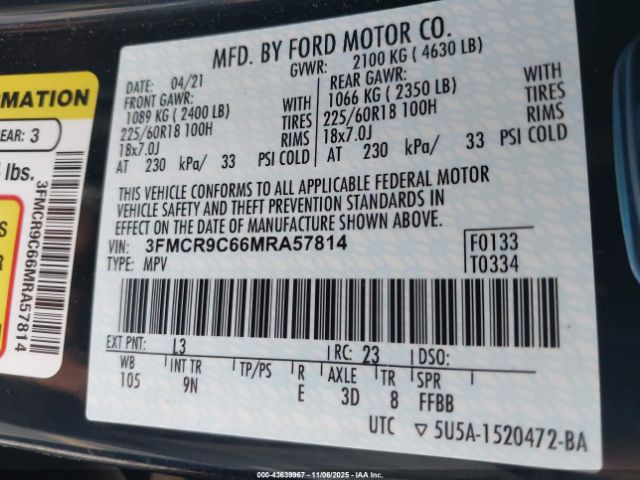 MFD. BY FORD MOTOR CO.
GVWR: 2100 KG (4630 LB)
DATE: 04/21
FRONT GAWR:
1089 KG (2400 LB) WITH
225/60R18 100H TIRES
18x7.0J RIMS
AT 230 kPa/ 33 PSI COLD
REAR GAWR:
1066 KG (2350 LB) WITH
225/60R18 100H TIRES
18x7.0J RIMS
AT 230 kPa/ 33 PSI COLD
THIS VEHICLE CONFORMS TO ALL APPLICABLE FEDERAL MOTOR
VEHICLE SAFETY AND THEFT PREVENTION STANDARDS IN
EFFECT ON THE DATE OF MANUFACTURE SHOWN ABOVE.
VIN: 3FMCR9C66MRA57814 F0133
TYPE: MPV T0334
EXT PNT: L3 RC: 23 DSO:
WB INT TR TP/PS R AXLE TR SPR
105 9N E 3D 8 FFBB
UTC ▽ 5U5A-1520472-BA
RMATION
EAR: 3
lbs.
S
R
3FMCR9C66MRA57814
000-43639967 - 11/06/2025 - IAAI, Inc.